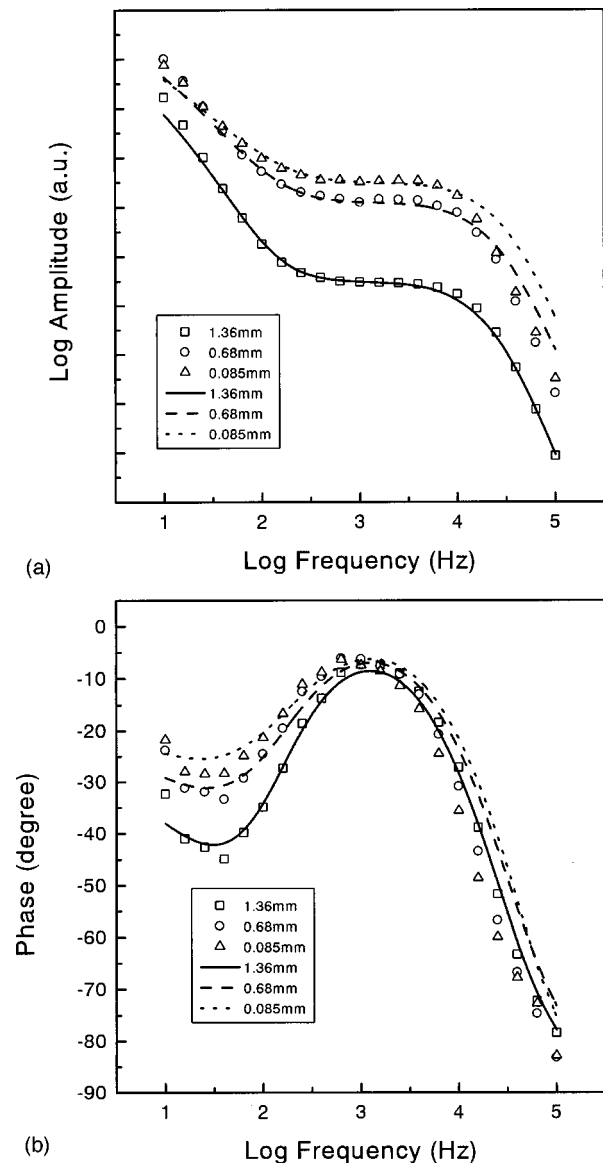 Log Amplitude (a.u.)
1.36mm
0.68mm
0.085mm
1.36mm
0.68mm
0.085mm
1 2 3 4 5
(a)
Log Frequency (Hz)
0
-10
-20
-30
-40
-50
-60
-70
-80
-90
Phase (degree)
1.36mm
0.68mm
0.085mm
1.36mm
0.68mm
0.085mm
1 2 3 4 5
(b)
Log Frequency (Hz)